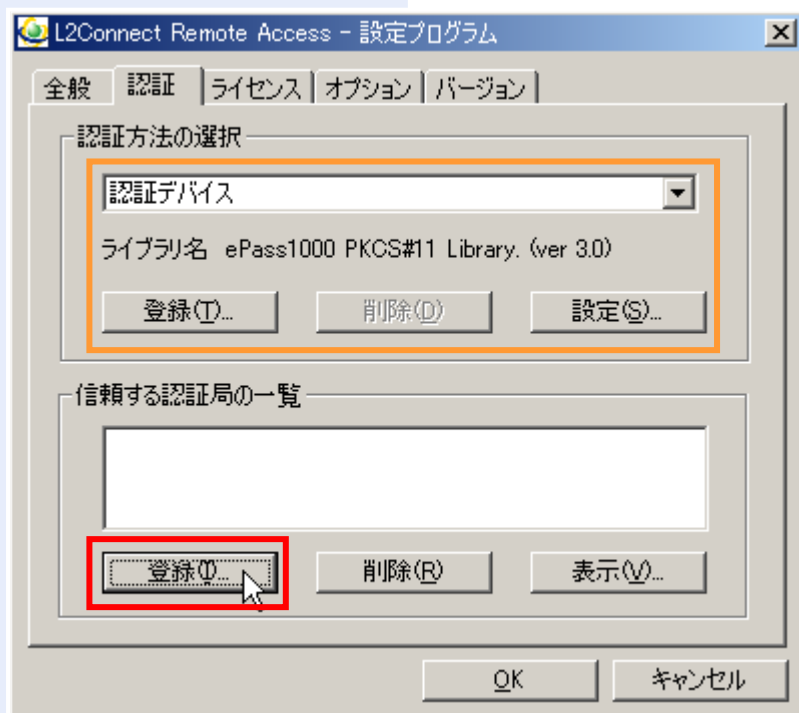 L2Connect Remote Access - 設定プログラム
全般 認証 ライセンス オプション バージョン
認証方法の選択
認証デバイス
ライブラリ名 ePass1000 PKCS#11 Library. (ver 3.0)
登録(T)... 削除(D) 設定(S)...
信頼する認証局の一覧
登録(I)... 削除(R) 表示(V)...
OK キャンセル